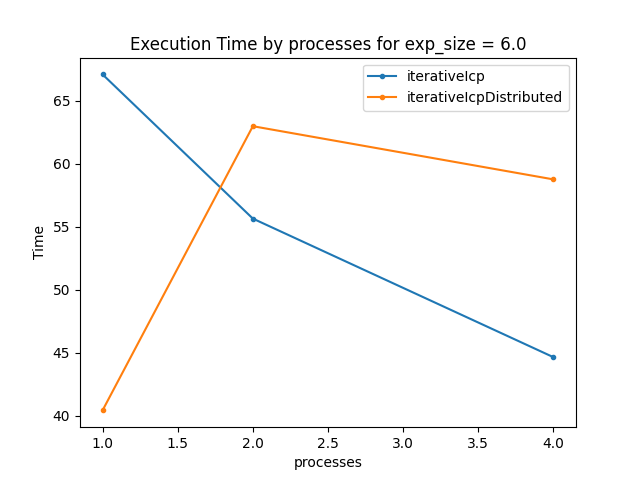 Execution Time by processes for exp_size = 6.0
iterativeIcp
iterativeIcpDistributed
65
60
55
50
45
40
Time
1.0 1.5 2.0 2.5 3.0 3.5 4.0
processes